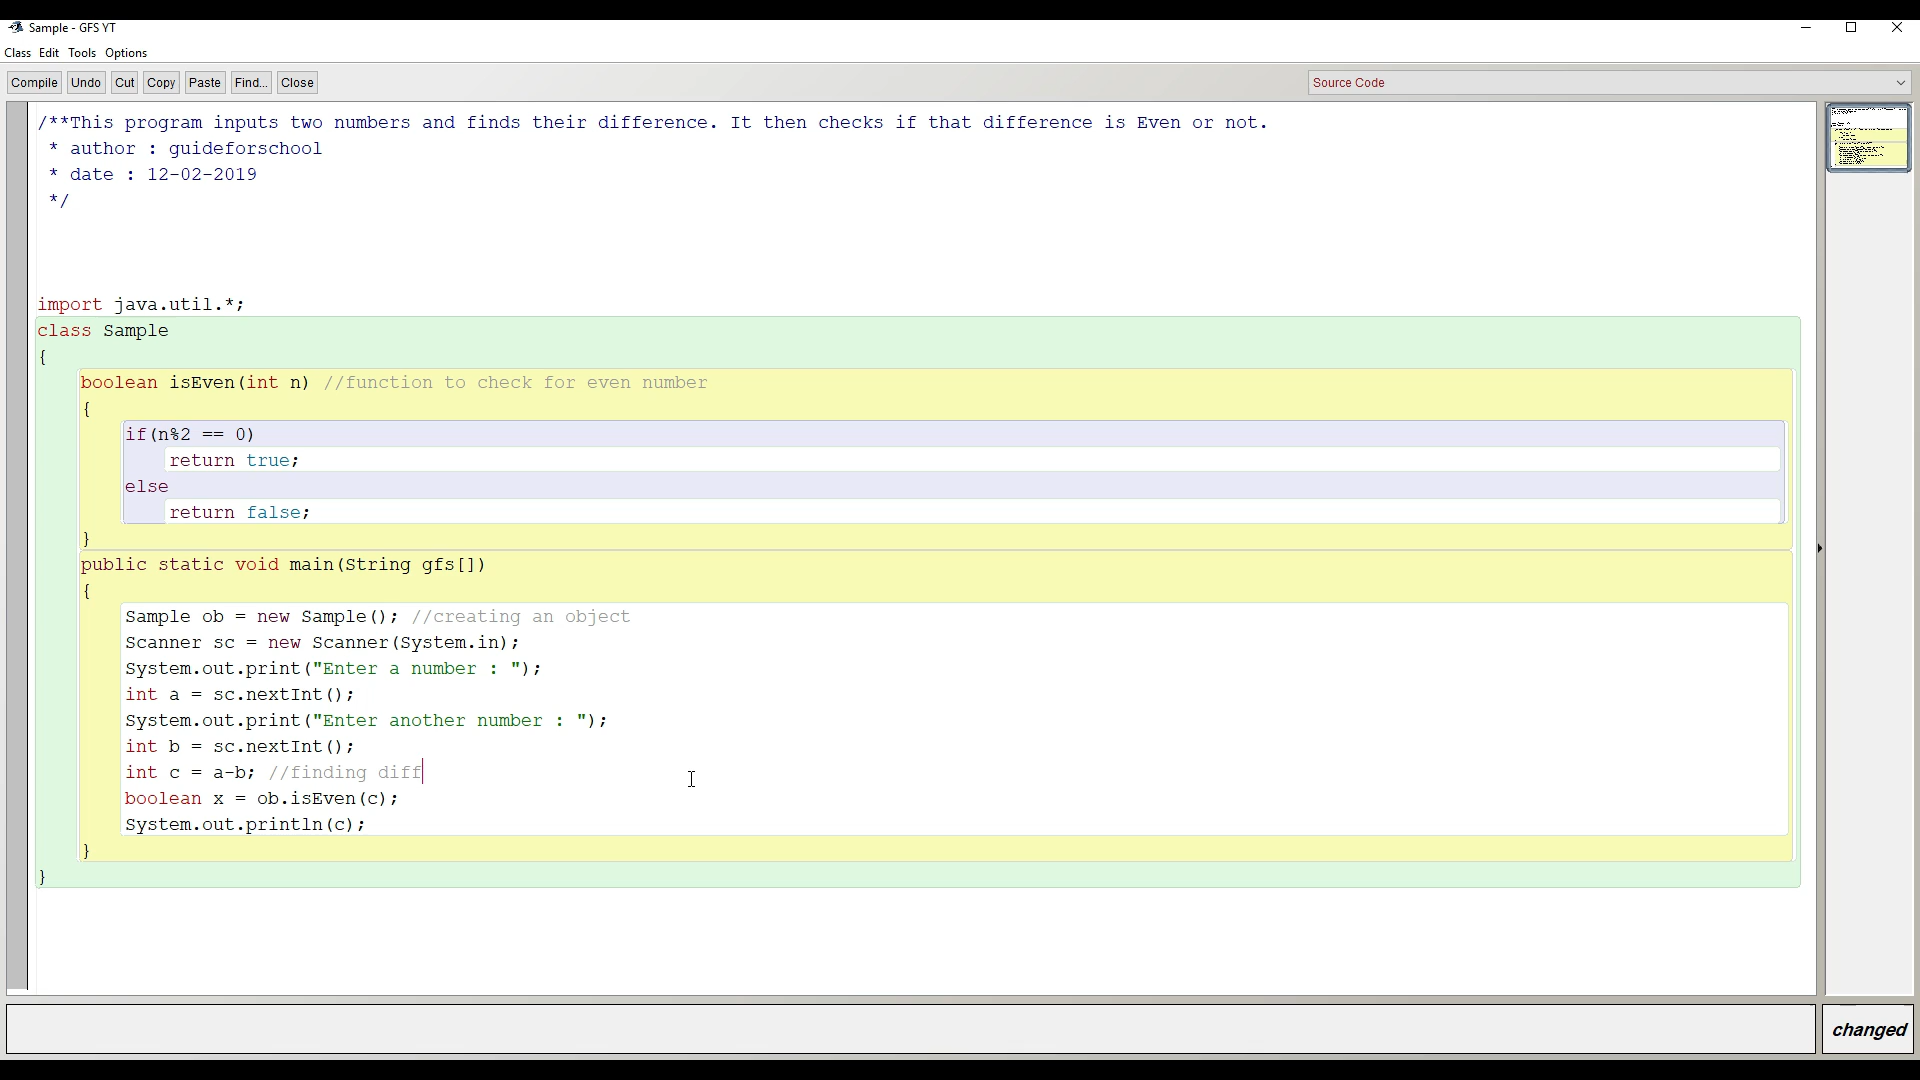 Sample - GFS YT
Class Edit Tools Options
Compile Undo Cut Copy Paste Find... Close Source Code
/**This program inputs two numbers and finds their difference. It then checks if that difference is Even or not.
* author : guideforschool
* date : 12-02-2019
*/
import java.util.*;
class Sample
{
boolean isEven(int n) //function to check for even number
{
if(n%2 == 0)
return true;
else
return false;
}
public static void main(String gfs[])
{
Sample ob = new Sample(); //creating an object
Scanner sc = new Scanner(System.in);
System.out.print("Enter a number : ");
int a = sc.nextInt();
System.out.print("Enter another number : ");
int b = sc.nextInt();
int c = a-b; //finding diff
boolean x = ob.isEven(c);
System.out.println(c);
}
}
changed